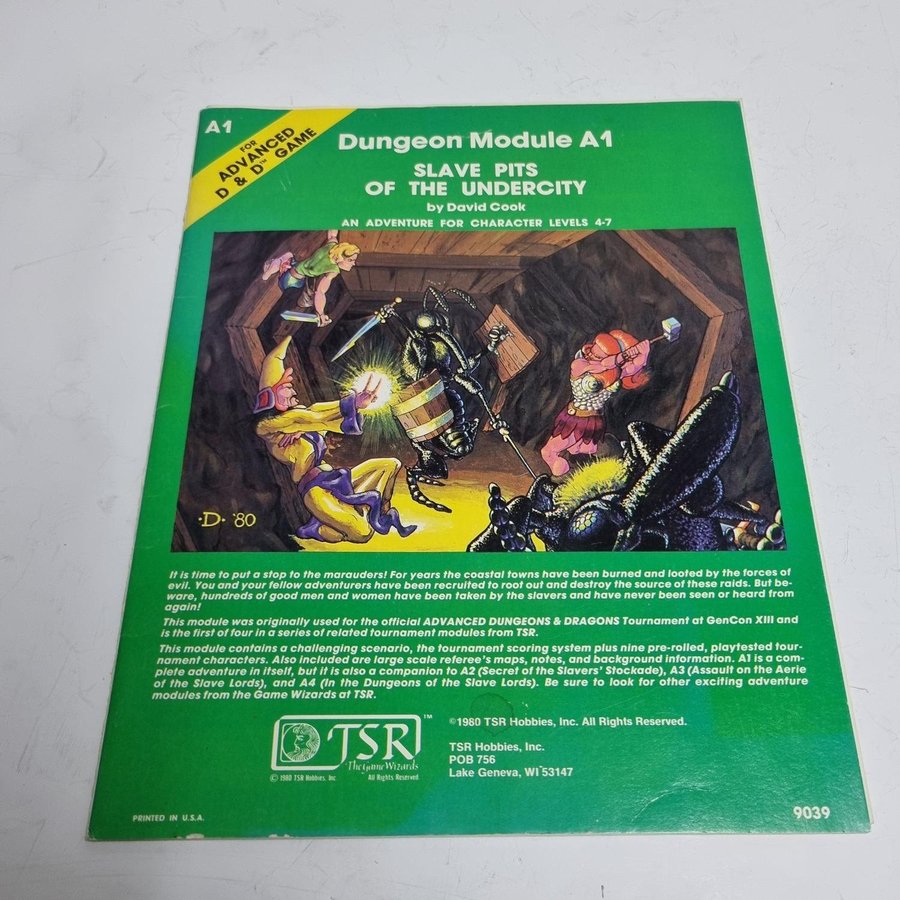 A1
FOR
ADVANCED
D & D™ GAME
Dungeon Module A1
SLAVE PITS
OF THE UNDERCITY
by David Cook
AN ADVENTURE FOR CHARACTER LEVELS 4-7
·D· '80
It is time to put a stop to the marauders! For years the coastal towns have been burned and looted by the forces of
evil. You and your fellow adventurers have been recruited to root out and destroy the source of these raids. But be-
ware, hundreds of good men and women have been taken by the slavers and have never been seen or heard from
again!
This module was originally used for the official ADVANCED DUNGEONS & DRAGONS Tournament at GenCon XIII and
is the first of four in a series of related tournament modules from TSR.
This module contains a challenging scenario, the tournament scoring system plus nine pre-rolled, playtested tour-
nament characters. Also included are large scale referee's maps, notes, and background information. A1 is a com-
plete adventure in itself, but it is also a companion to A2 (Secret of the Slavers' Stockade), A3 (Assault on the Aerie
of the Slave Lords), and A4 (In the Dungeons of the Slave Lords). Be sure to look for other exciting adventure
modules from the Game Wizards at TSR.
TSR™
The Game Wizards
© 1980 TSR Hobbies, Inc. All Rights Reserved
©1980 TSR Hobbies, Inc. All Rights Reserved.
TSR Hobbies, Inc.
POB 756
Lake Geneva, WI 53147
PRINTED IN U.S.A.
9039